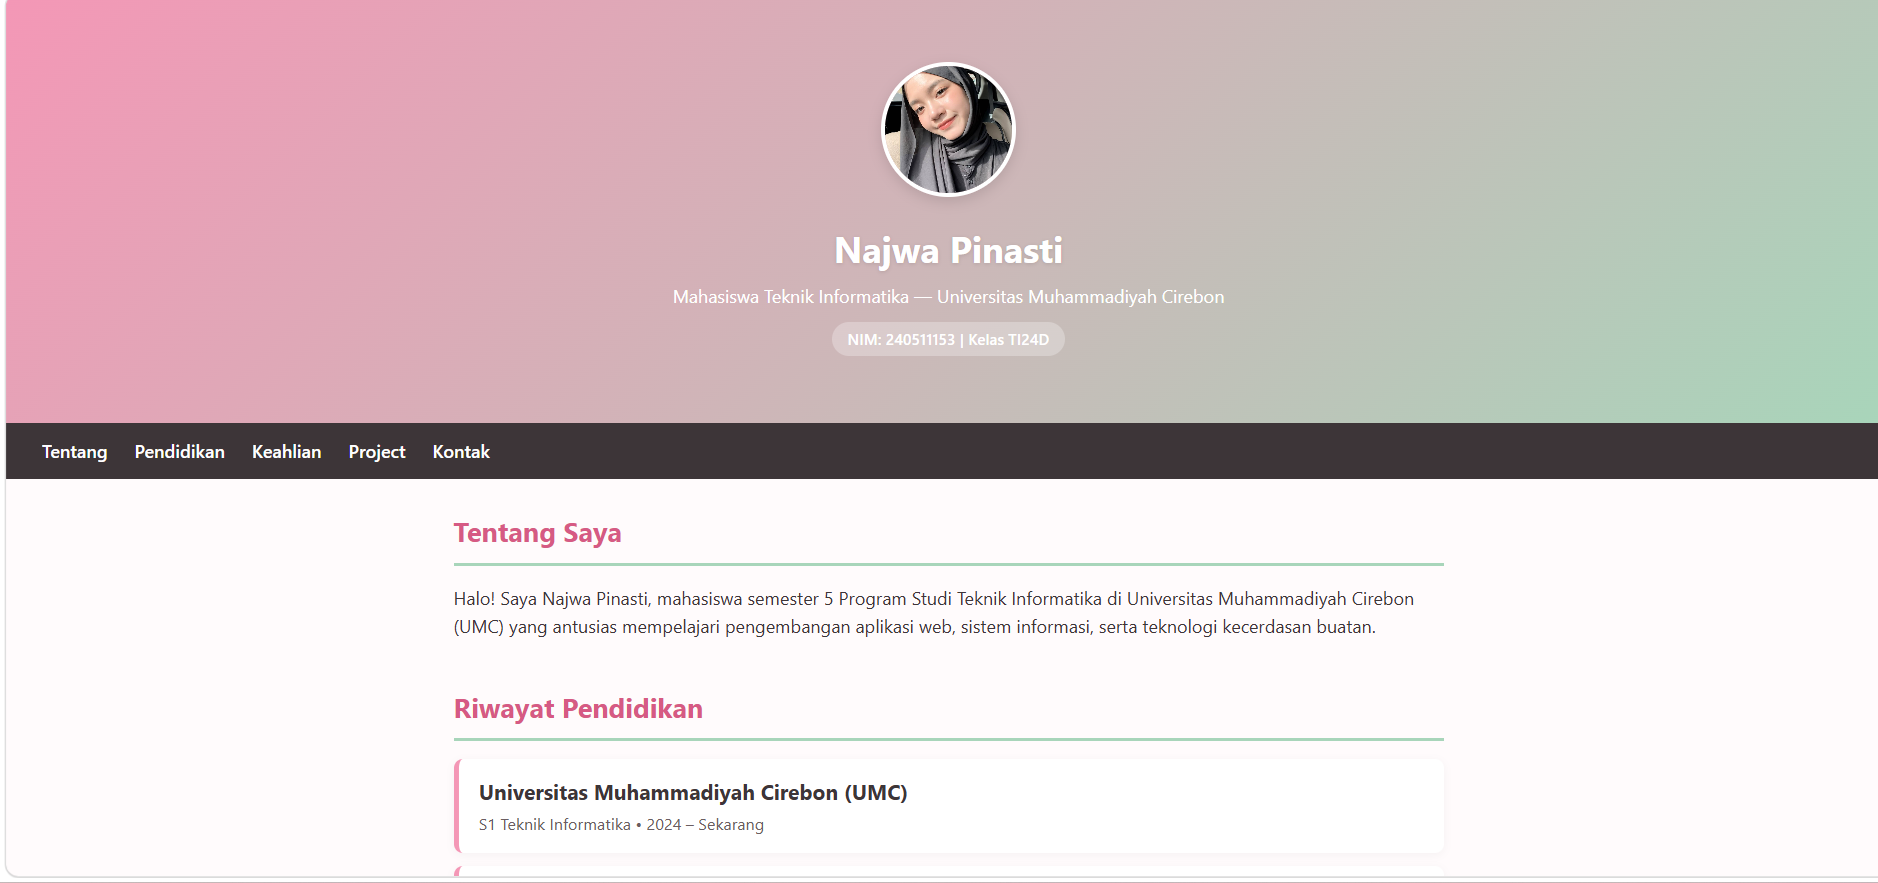 Najwa Pinasti
Mahasiswa Teknik Informatika — Universitas Muhammadiyah Cirebon
NIM: 240511153 | Kelas TI24D
Tentang Pendidikan Keahlian Project Kontak
Tentang Saya
Halo! Saya Najwa Pinasti, mahasiswa semester 5 Program Studi Teknik Informatika di Universitas Muhammadiyah Cirebon
(UMC) yang antusias mempelajari pengembangan aplikasi web, sistem informasi, serta teknologi kecerdasan buatan.
Riwayat Pendidikan
Universitas Muhammadiyah Cirebon (UMC)
S1 Teknik Informatika • 2024 – Sekarang